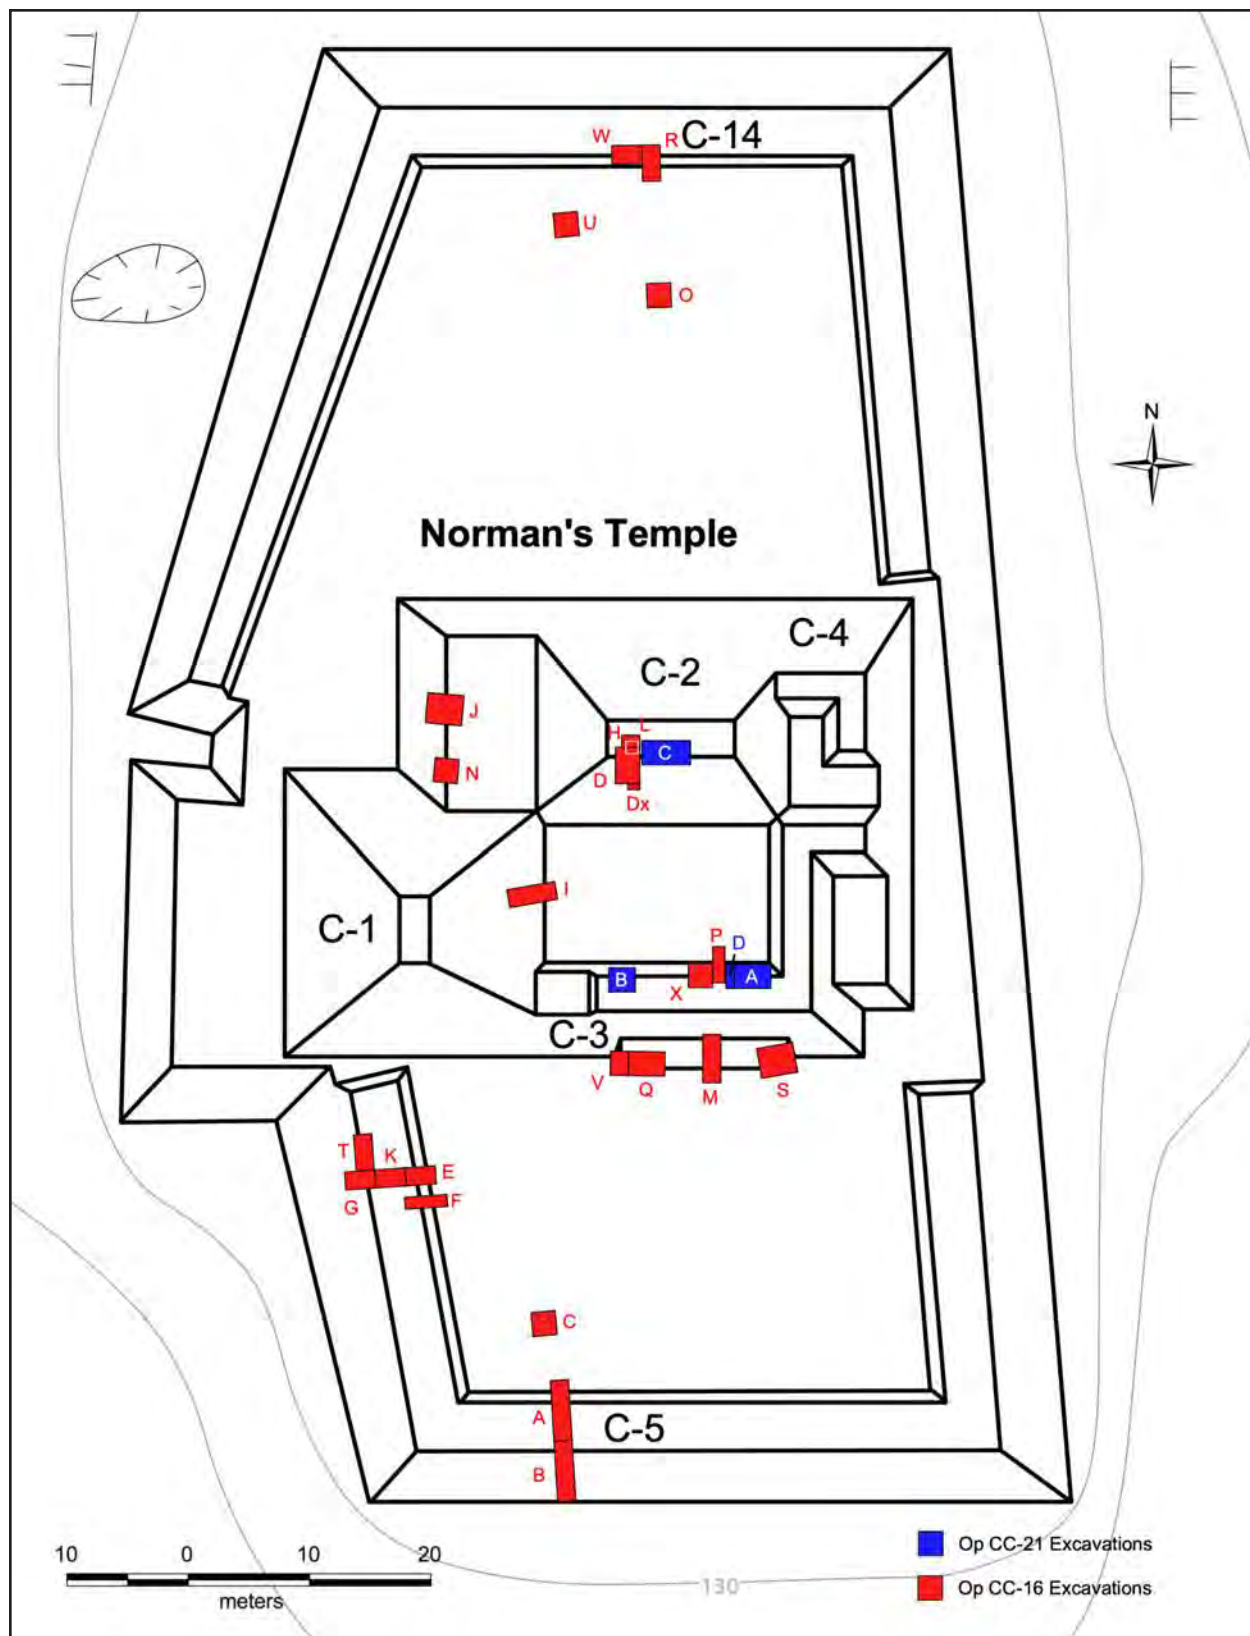 W
R
C-14
U
O
N
Norman's Temple
C-4
C-2
J
L
H
C
N
D
Dx
I
C-1
P
D
B
A
X
C-3
V
Q
M
S
T
K
E
G
F
C
A
C-5
B
Op CC-21 Excavations
10 0 10 20
130
Op CC-16 Excavations
meters